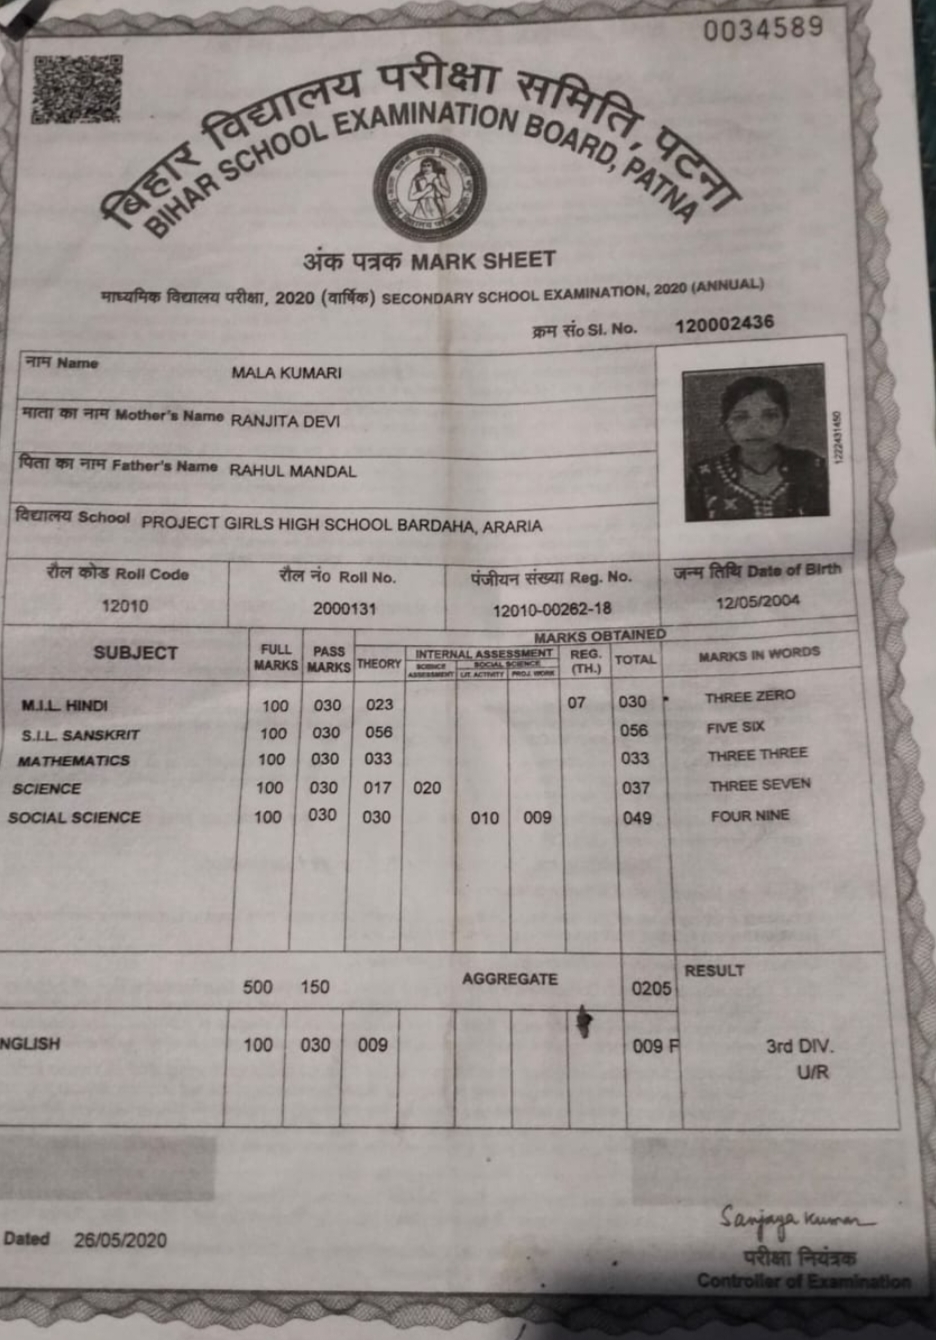 0034589
बिहार विद्यालय परीक्षा समिति, पटना
BIHAR SCHOOL EXAMINATION BOARD, PATNA
अंक पत्रक MARK SHEET
माध्यमिक विद्यालय परीक्षा, 2020 (वार्षिक) SECONDARY SCHOOL EXAMINATION, 2020 (ANNUAL)
क्रम सं० Sl. No. 120002436
नाम Name MALA KUMARI
माता का नाम Mother's Name RANJITA DEVI
पिता का नाम Father's Name RAHUL MANDAL
1222431450
विद्यालय School PROJECT GIRLS HIGH SCHOOL BARDAHA, ARARIA
रौल कोड Roll Code रौल नं० Roll No. पंजीयन संख्या Reg. No. जन्म तिथि Date of Birth
12010 2000131 12010-00262-18 12/05/2004
MARKS OBTAINED
SUBJECT FULL MARKS PASS MARKS THEORY INTERNAL ASSESSMENT REG. (TH.) TOTAL MARKS IN WORDS
SCIENCE ASSESSMENT SOCIAL SCIENCE
LIT. ACTIVITY PROJ. WORK
M.I.L. HINDI 100 030 023 07 030 THREE ZERO
S.I.L. SANSKRIT 100 030 056 056 FIVE SIX
MATHEMATICS 100 030 033 033 THREE THREE
SCIENCE 100 030 017 020 037 THREE SEVEN
SOCIAL SCIENCE 100 030 030 010 009 049 FOUR NINE
500 150 AGGREGATE 0205 RESULT
NGLISH 100 030 009 009 F 3rd DIV.
U/R
Sanjaya Kumar
Dated 26/05/2020
परीक्षा नियंत्रक
Controller of Examination